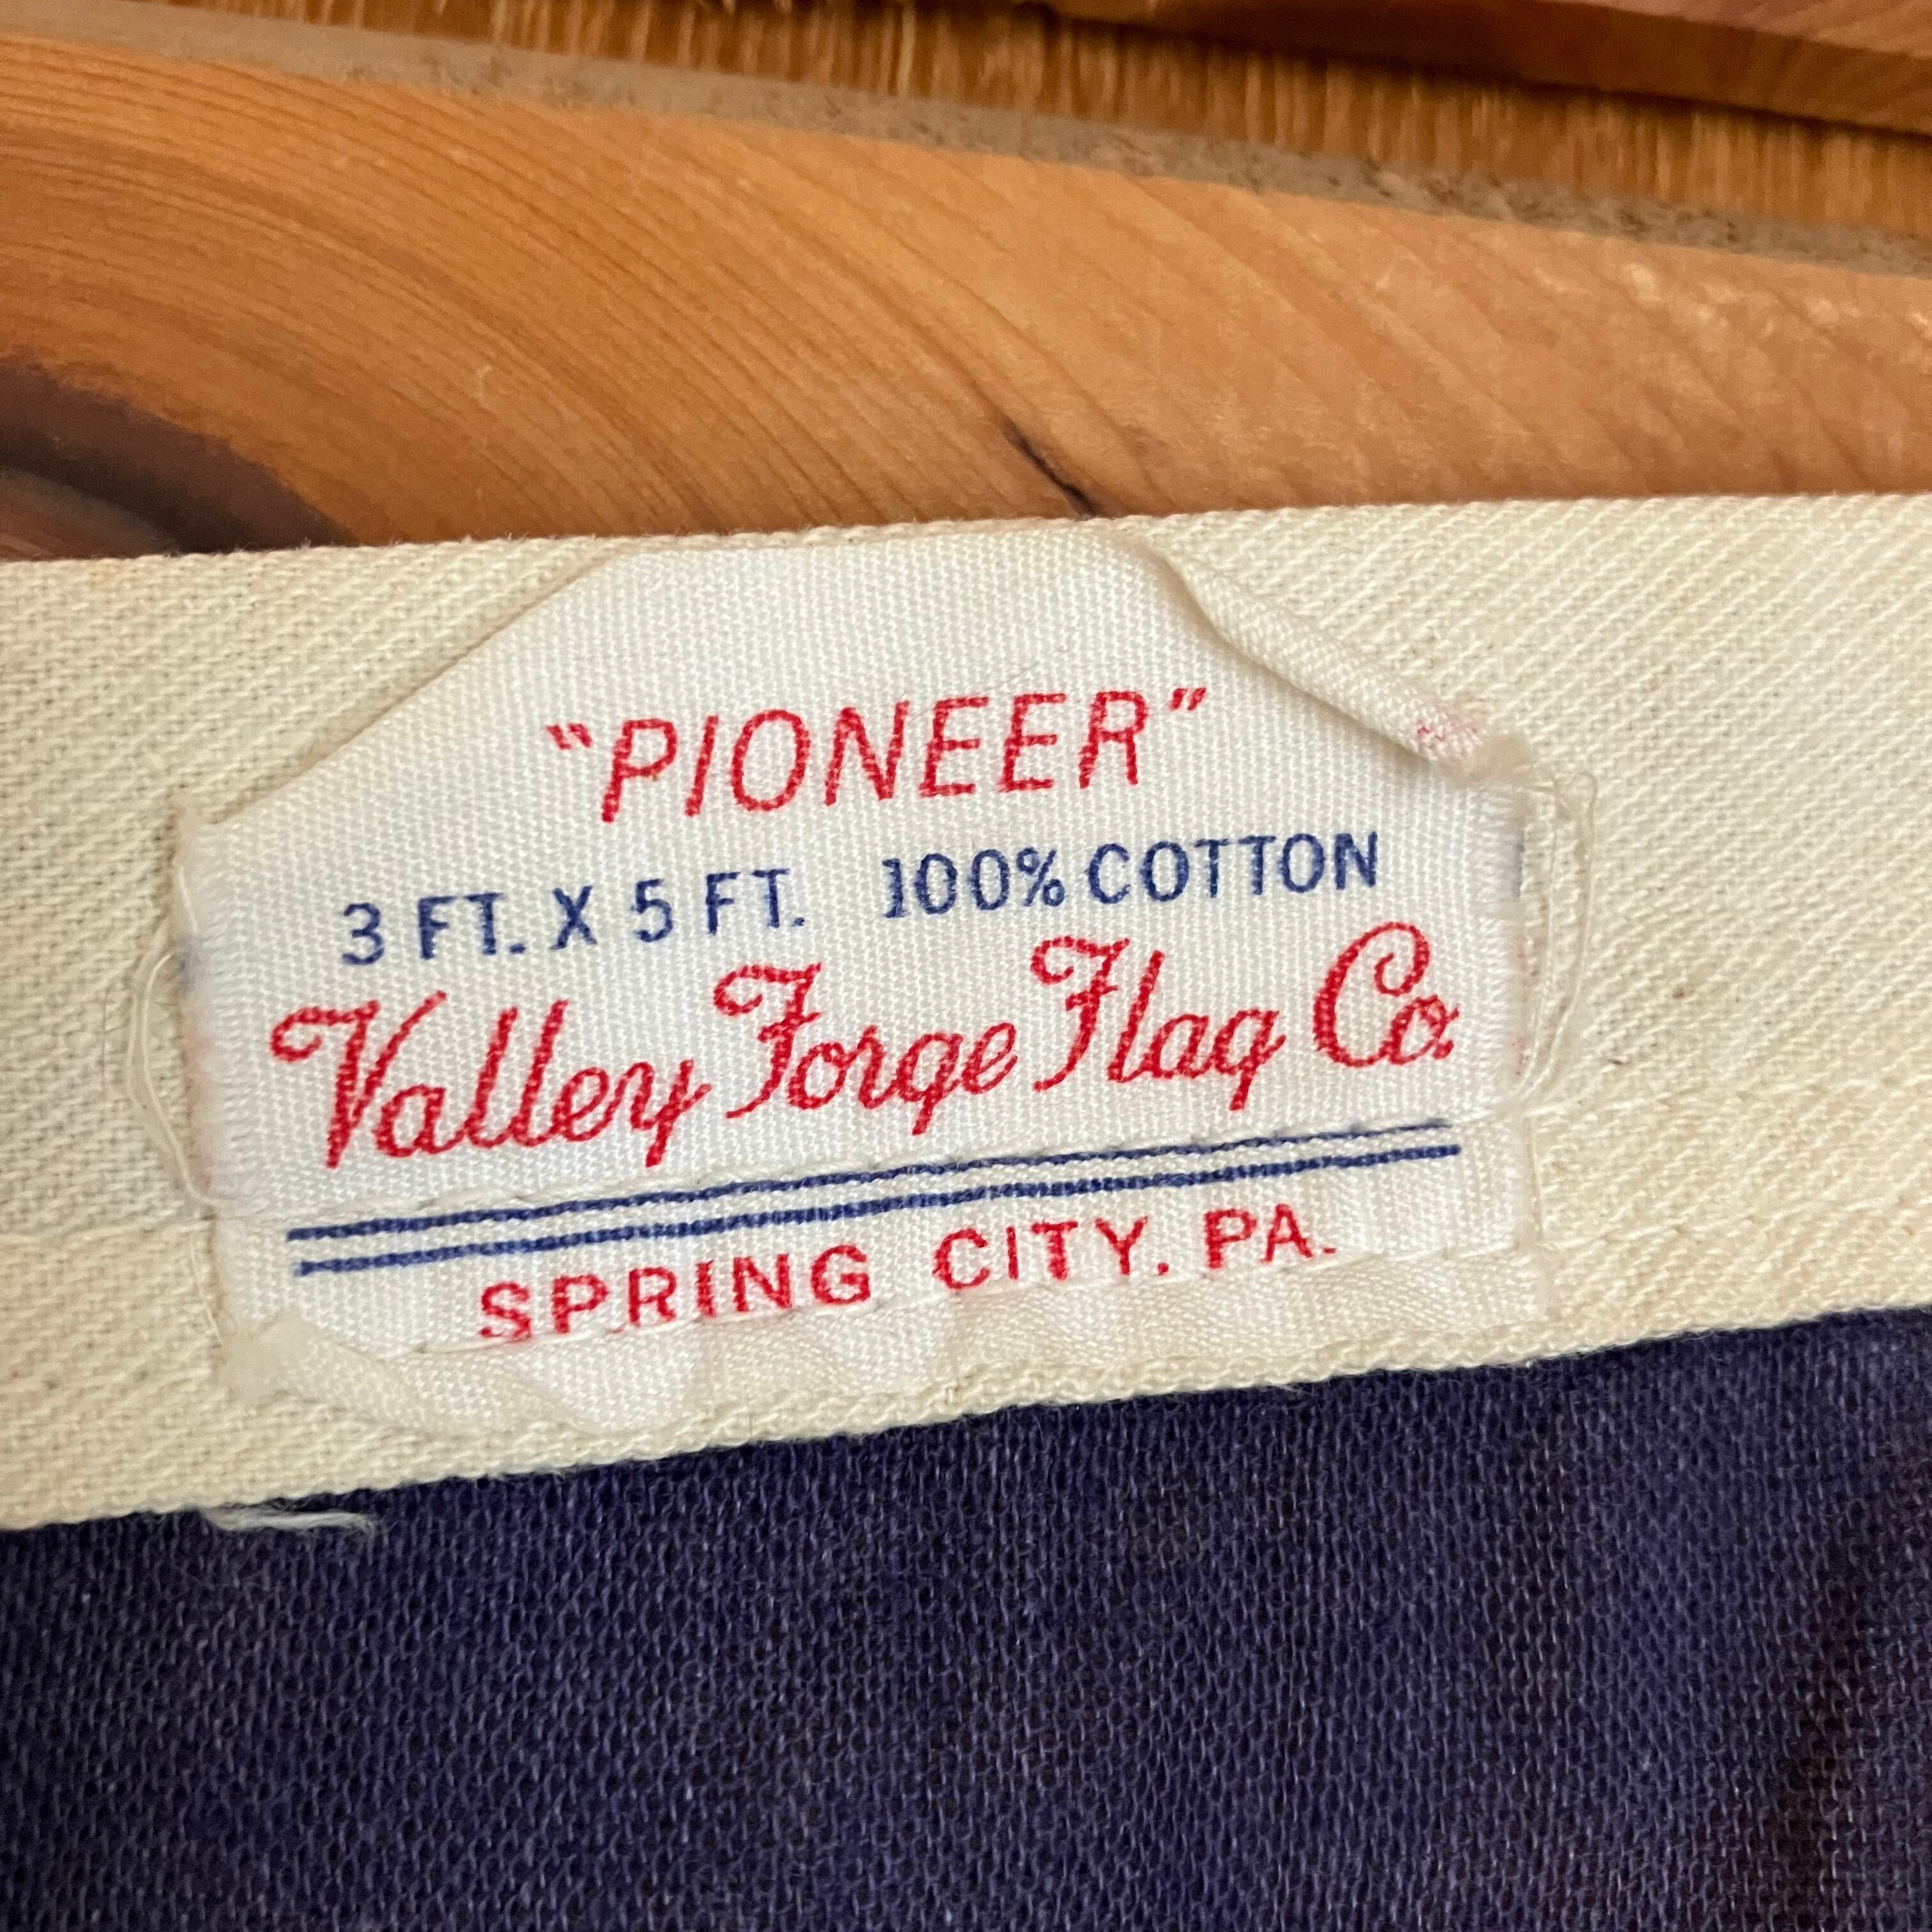 "PIONEER"
3 FT. X 5 FT. 100% COTTON
Valley Forge Flag Co.
SPRING CITY, PA.